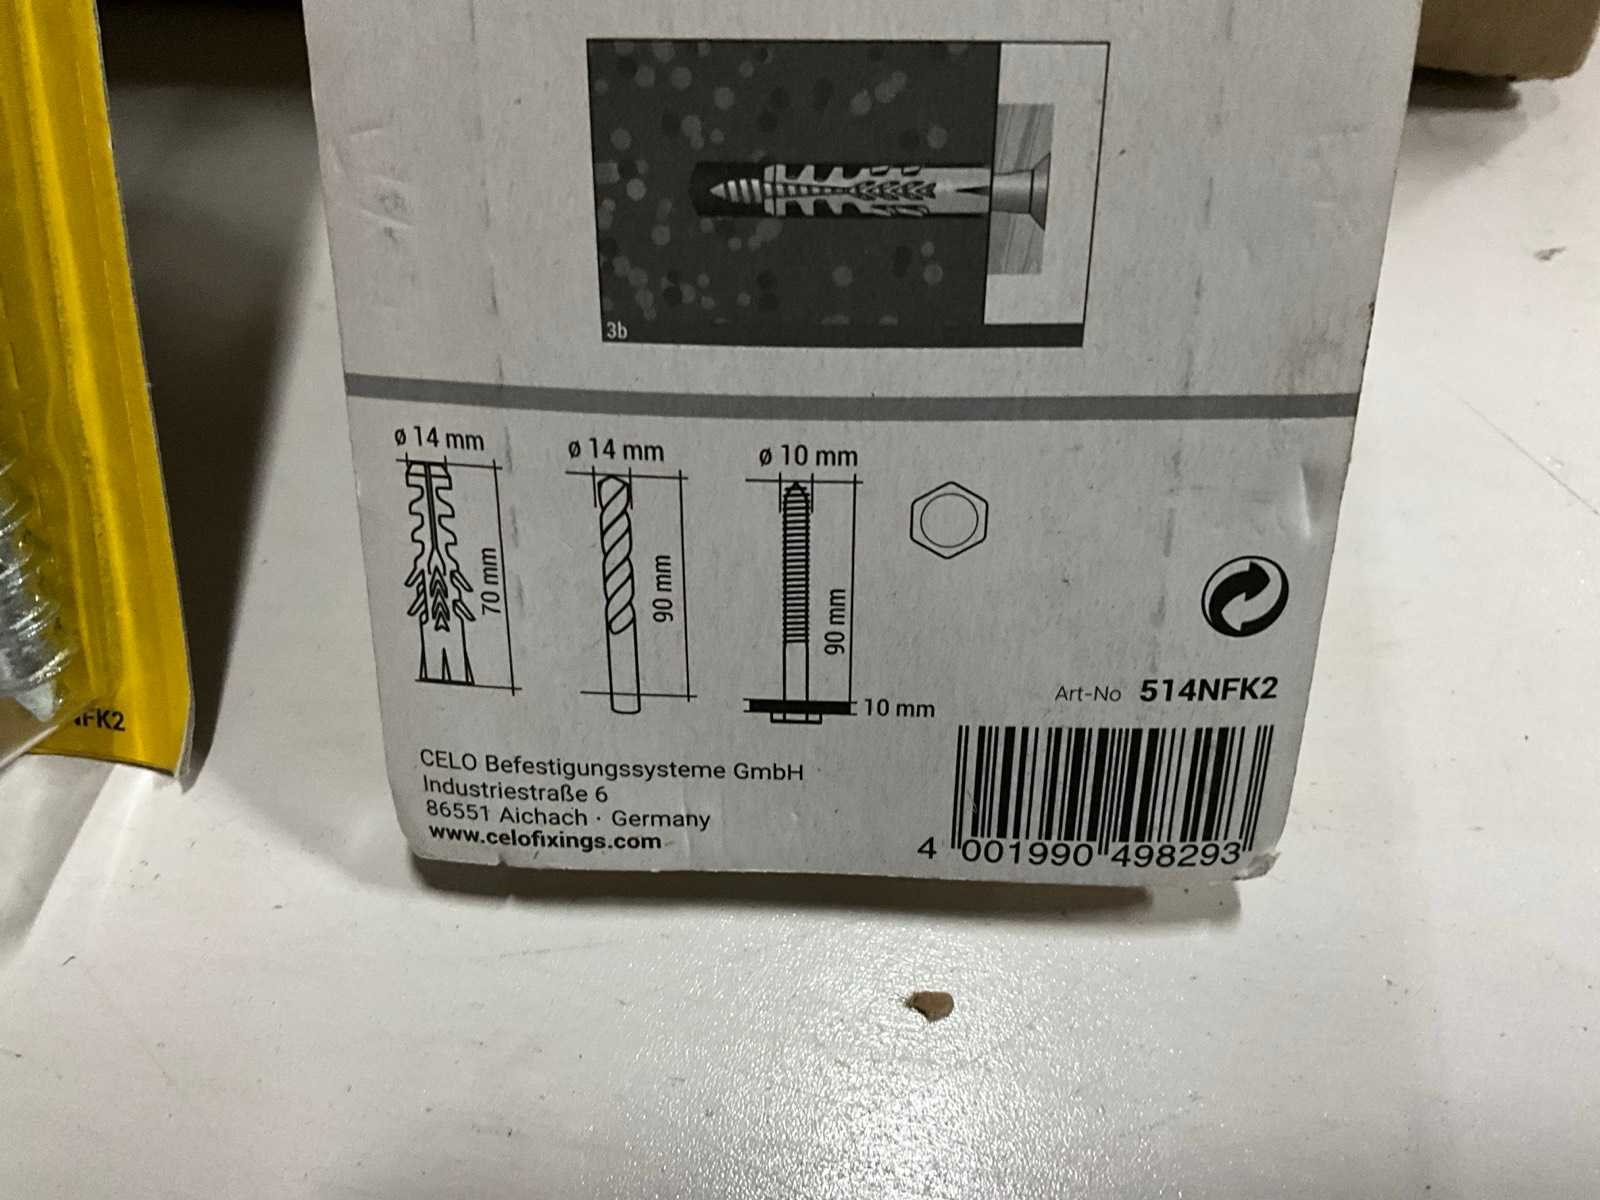 3b
ø 14 mm
70 mm
ø 14 mm
90 mm
ø 10 mm
90 mm
10 mm
Art-No 514NFK2
CELO Befestigungssysteme GmbH
Industriestraße 6
86551 Aichach · Germany
www.celofixings.com
4 001990 498293
FK2